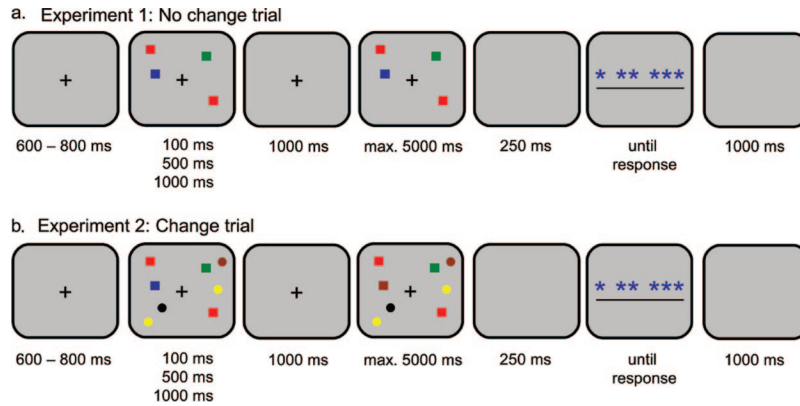 a. Experiment 1: No change trial
* ** ***
600 – 800 ms 100 ms 1000 ms max. 5000 ms 250 ms until 1000 ms
500 ms response
1000 ms
b. Experiment 2: Change trial
* ** ***
600 – 800 ms 100 ms 1000 ms max. 5000 ms 250 ms until 1000 ms
500 ms response
1000 ms